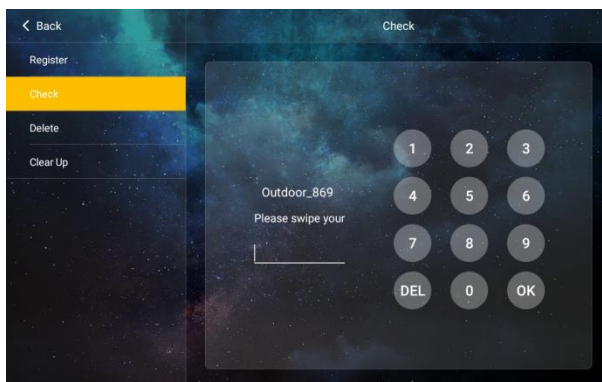 Back
Check
Register
Check
Delete
Clear Up
Outdoor_869
Please swipe your
1 2 3
4 5 6
7 8 9
DEL 0 OK